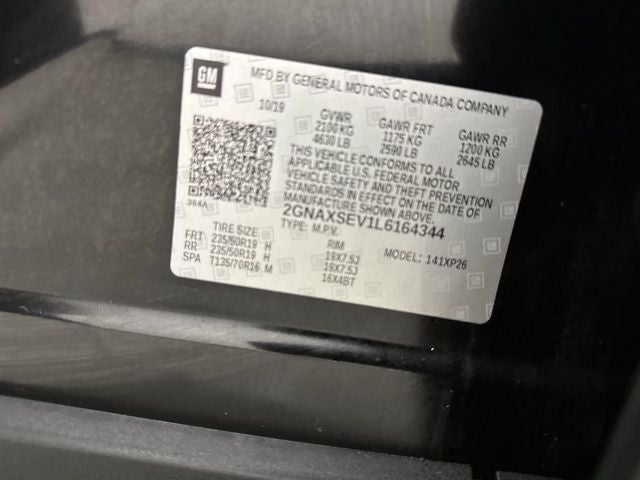 GM
MFD BY GENERAL MOTORS OF CANADA COMPANY
10/19 GVWR GAWR FRT GAWR RR
2100 KG 1175 KG 1200 KG
4630 LB 2590 LB 2645 LB
THIS VEHICLE CONFORMS TO ALL
APPLICABLE U.S. FEDERAL MOTOR
VEHICLE SAFETY AND THEFT PREVENTION
STANDARDS IN EFFECT ON THE DATE OF
MANUFACTURE SHOWN ABOVE.
384A
2GNAXSEV1L6164344
TYPE: M.P.V. MODEL: 141XP26
TIRE SIZE RIM
FRT 235/50R19 H 19X7.5J
RR 235/50R19 H 19X7.5J
SPA T135/70R16 M 16X4BT